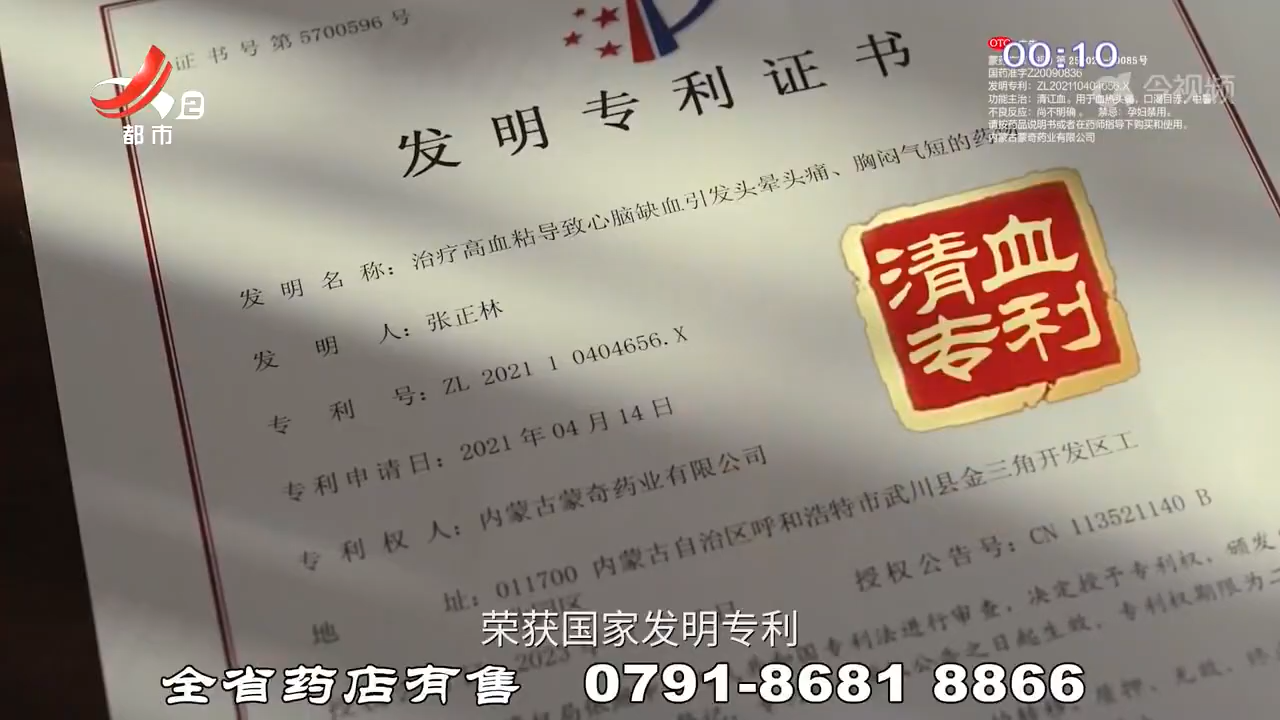 证书号第5700596号
2
都市
00:10
OTC
国药准字Z20090836
发明专利：ZL202110404656.X
不良反应：尚不明确。 禁忌：孕妇禁用。
请按药品说明书或者在药师指导下购买和使用。
内蒙古蒙奇药业有限公司
今视频
发明专利证书
发明名称：治疗高血粘导致心脑缺血引发头晕头痛、胸闷气短的药
清血
专利
发明人：张正林
专利号：ZL 2021 1 0404656.X
专利申请日：2021年04月14日
专利权人：内蒙古蒙奇药业有限公司
地址：011700 内蒙古自治区呼和浩特市武川县金三角开发区工
授权公告号：CN 113521140 B
荣获国家发明专利
全省药店有售 0791-8681 8866